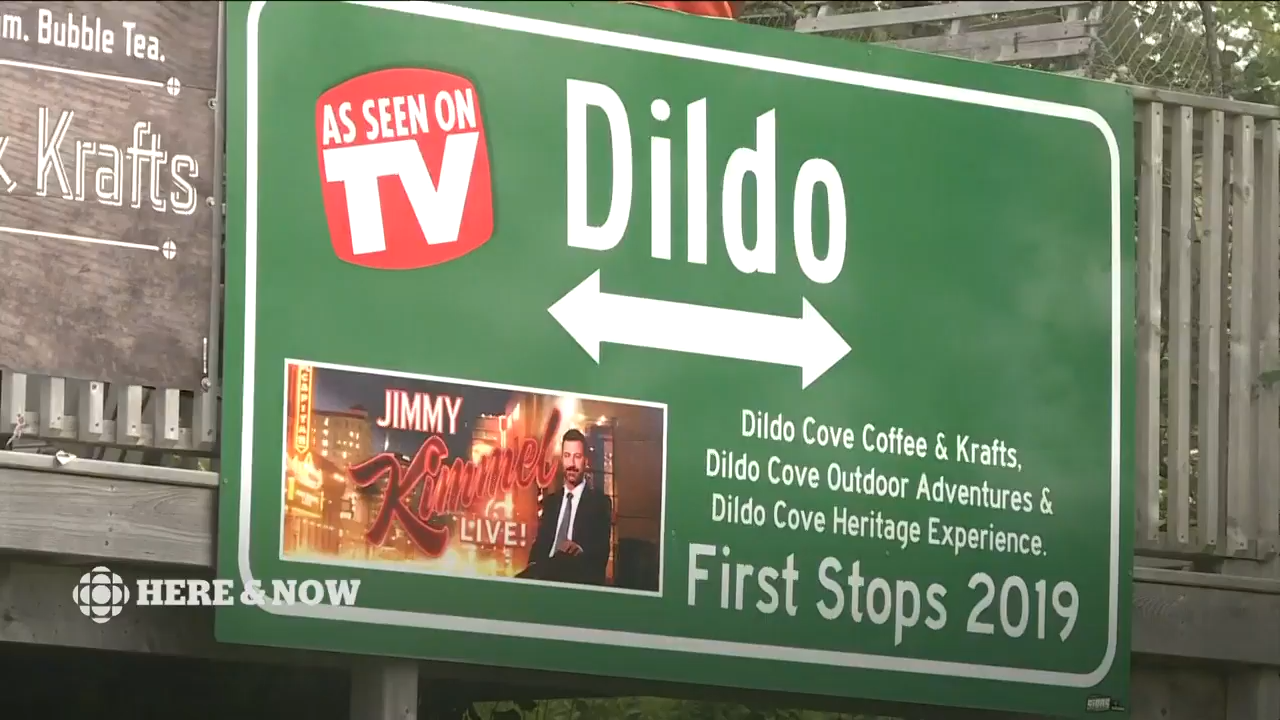 m. Bubble Tea.
Krafts
AS SEEN ON
TV
Dildo
JIMMY
Kimmel
LIVE!
Dildo Cove Coffee & Krafts,
Dildo Cove Outdoor Adventures &
Dildo Cove Heritage Experience.
First Stops 2019
HERE & NOW